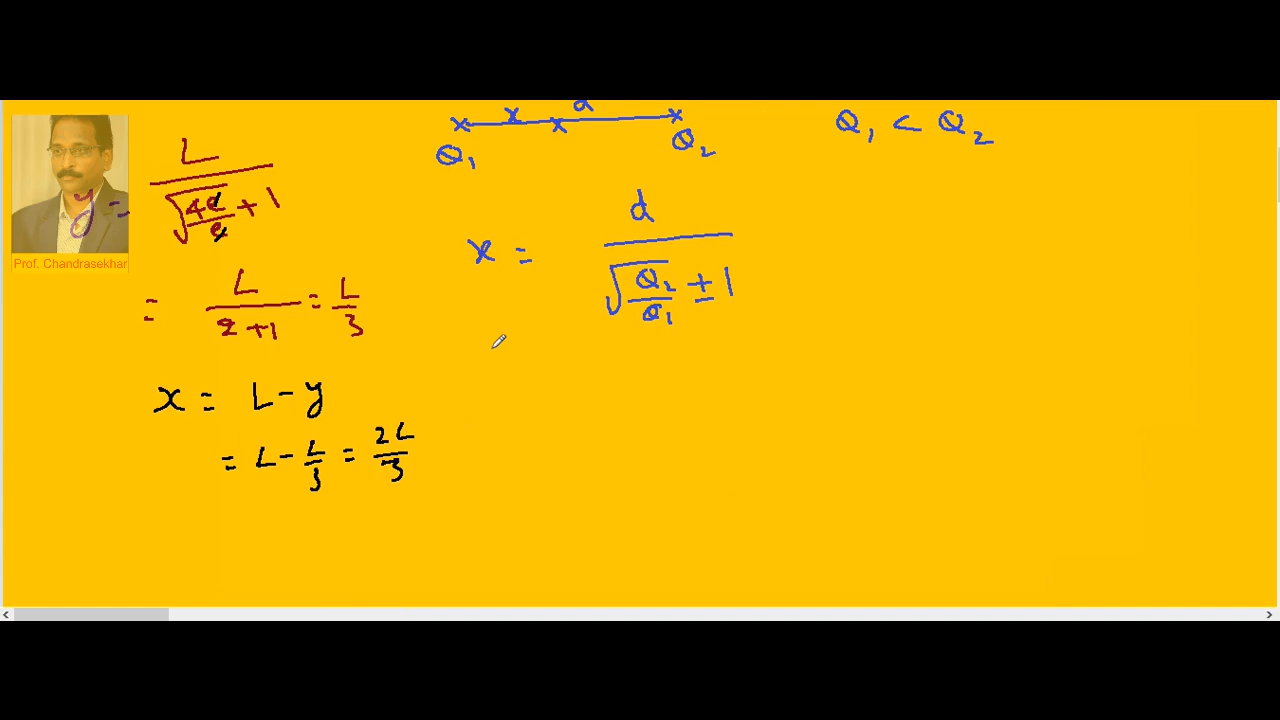 x d
Q₁ Q₂
Q₁ < Q₂
y = L / (√(4e/e) + 1)
= L / (2 + 1) = L/3
x = L - y
= L - L/3 = 2L/3
x = d / (√(Q₂/Q₁) ± 1)
Prof. Chandrasekhar